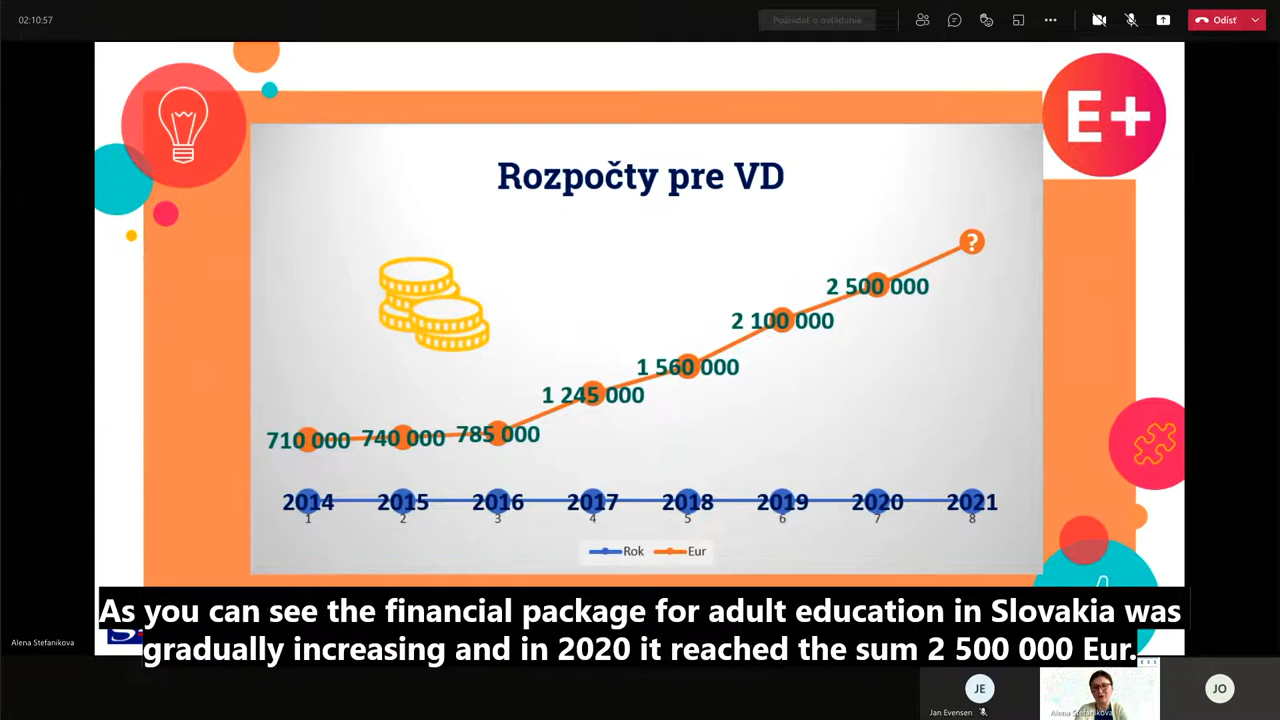 02:10:57
Požiadať o ovládanie
Odísť
E+
Rozpočty pre VD
?
2 500 000
2 100 000
1 560 000
1 245 000
710 000 740 000 785 000
2014 2015 2016 2017 2018 2019 2020 2021
1 2 3 4 5 6 7 8
Rok Eur
As you can see the financial package for adult education in Slovakia was
gradually increasing and in 2020 it reached the sum 2 500 000 Eur.
Alena Stefanikova
JE
JO
Jan Evensen
Alena Stefanikova